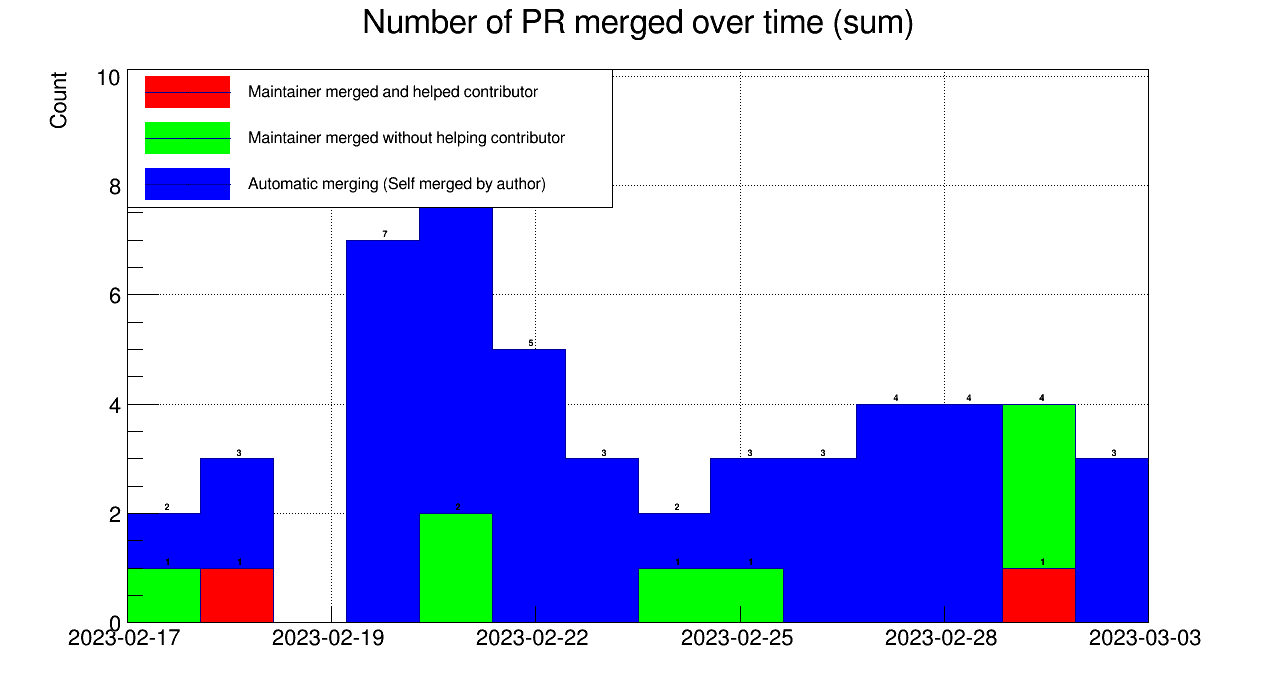 Number of PR merged over time (sum)
Count
10
Maintainer merged and helped contributor
Maintainer merged without helping contributor
8
Automatic merging (Self merged by author)
7
6
5
4
4 4 4
3 3 3 3 3
2
2 2 2
1 1 1 1 1
0
2023-02-17 2023-02-19 2023-02-22 2023-02-25 2023-02-28 2023-03-03